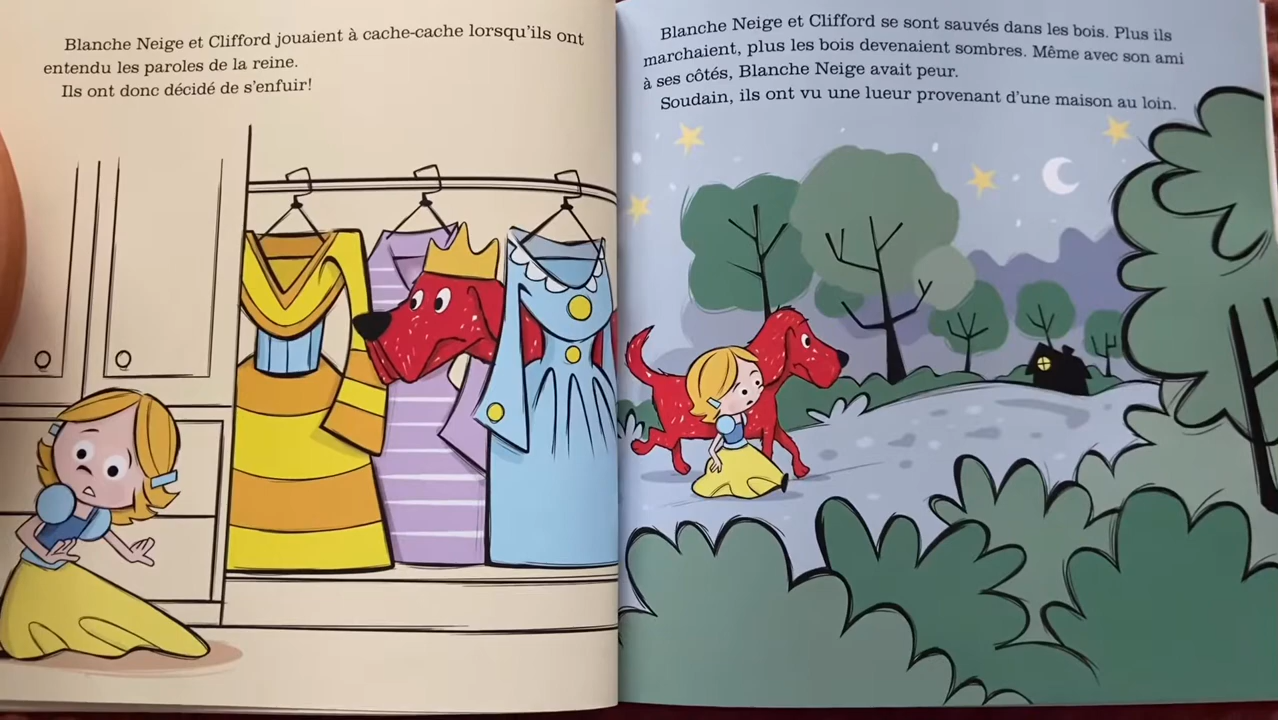 Blanche Neige et Clifford jouaient à cache-cache lorsqu'ils ont
entendu les paroles de la reine.
Ils ont donc décidé de s'enfuir!
Blanche Neige et Clifford se sont sauvés dans les bois. Plus ils
marchaient, plus les bois devenaient sombres. Même avec son ami
à ses côtés, Blanche Neige avait peur.
Soudain, ils ont vu une lueur provenant d'une maison au loin.